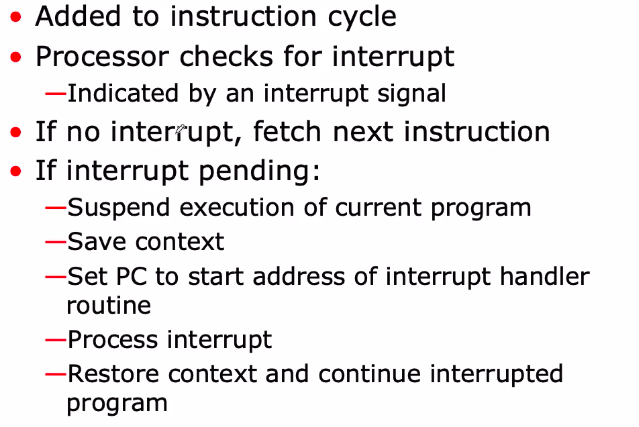 • Added to instruction cycle
• Processor checks for interrupt
—Indicated by an interrupt signal
• If no interrupt, fetch next instruction
• If interrupt pending:
—Suspend execution of current program
—Save context
—Set PC to start address of interrupt handler
routine
—Process interrupt
—Restore context and continue interrupted
program